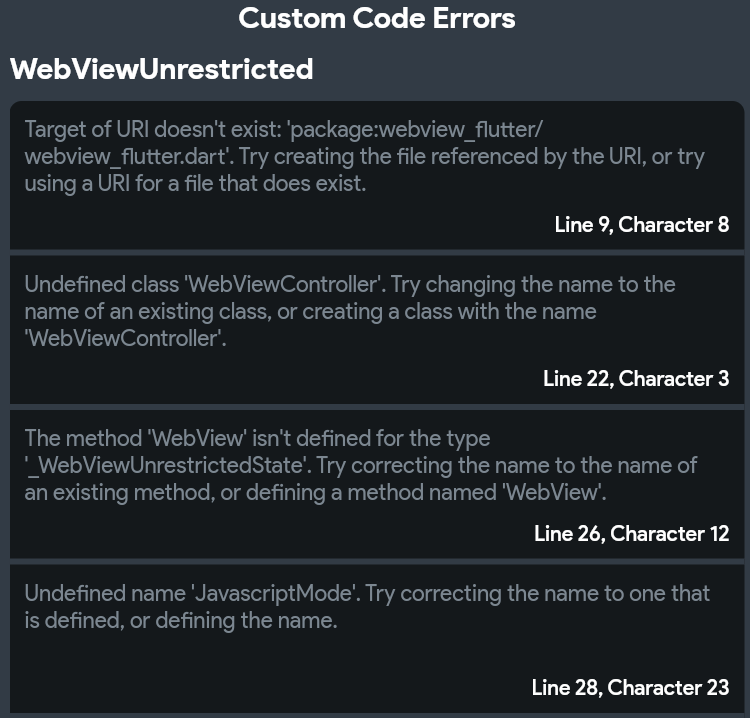 Custom Code Errors
WebViewUnrestricted
Target of URI doesn't exist: 'package:webview_flutter/
webview_flutter.dart'. Try creating the file referenced by the URI, or try
using a URI for a file that does exist.
Line 9, Character 8
Undefined class 'WebViewController'. Try changing the name to the
name of an existing class, or creating a class with the name
'WebViewController'.
Line 22, Character 3
The method 'WebView' isn't defined for the type
'_WebViewUnrestrictedState'. Try correcting the name to the name of
an existing method, or defining a method named 'WebView'.
Line 26, Character 12
Undefined name 'JavascriptMode'. Try correcting the name to one that
is defined, or defining the name.
Line 28, Character 23